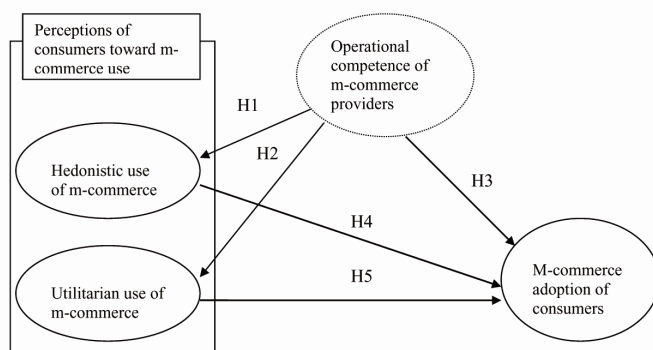 Perceptions of
consumers toward m-
commerce use
Operational
competence of
m-commerce
providers
H1
H2
Hedonistic use
of m-commerce
H3
H4
Utilitarian use of
m-commerce
H5
M-commerce
adoption of
consumers